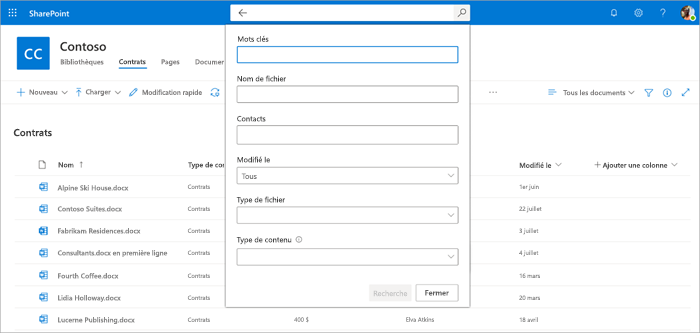 SharePoint
CC
Contoso
Bibliothèques Contrats Pages Documen
Nouveau Charger Modification rapide ... Tous les documents
Mots clés
Nom de fichier
Contacts
Modifié le
Tous
Type de fichier
Type de contenu
Recherche Fermer
Contrats
Nom Type de con Modifié le + Ajouter une colonne
Alpine Ski House.docx Contrats 1er juin
Contoso Suites.docx Contrats 22 juillet
Fabrikam Residences.docx Contrats 3 juillet
Consultants.docx en première ligne Contrats 4 juillet
Fourth Coffee.docx Contrats 16 mars
Lidia Holloway.docx Contrats 20 mars
Lucerne Publishing.docx Contrats 400 $ Elva Atkins 18 avril